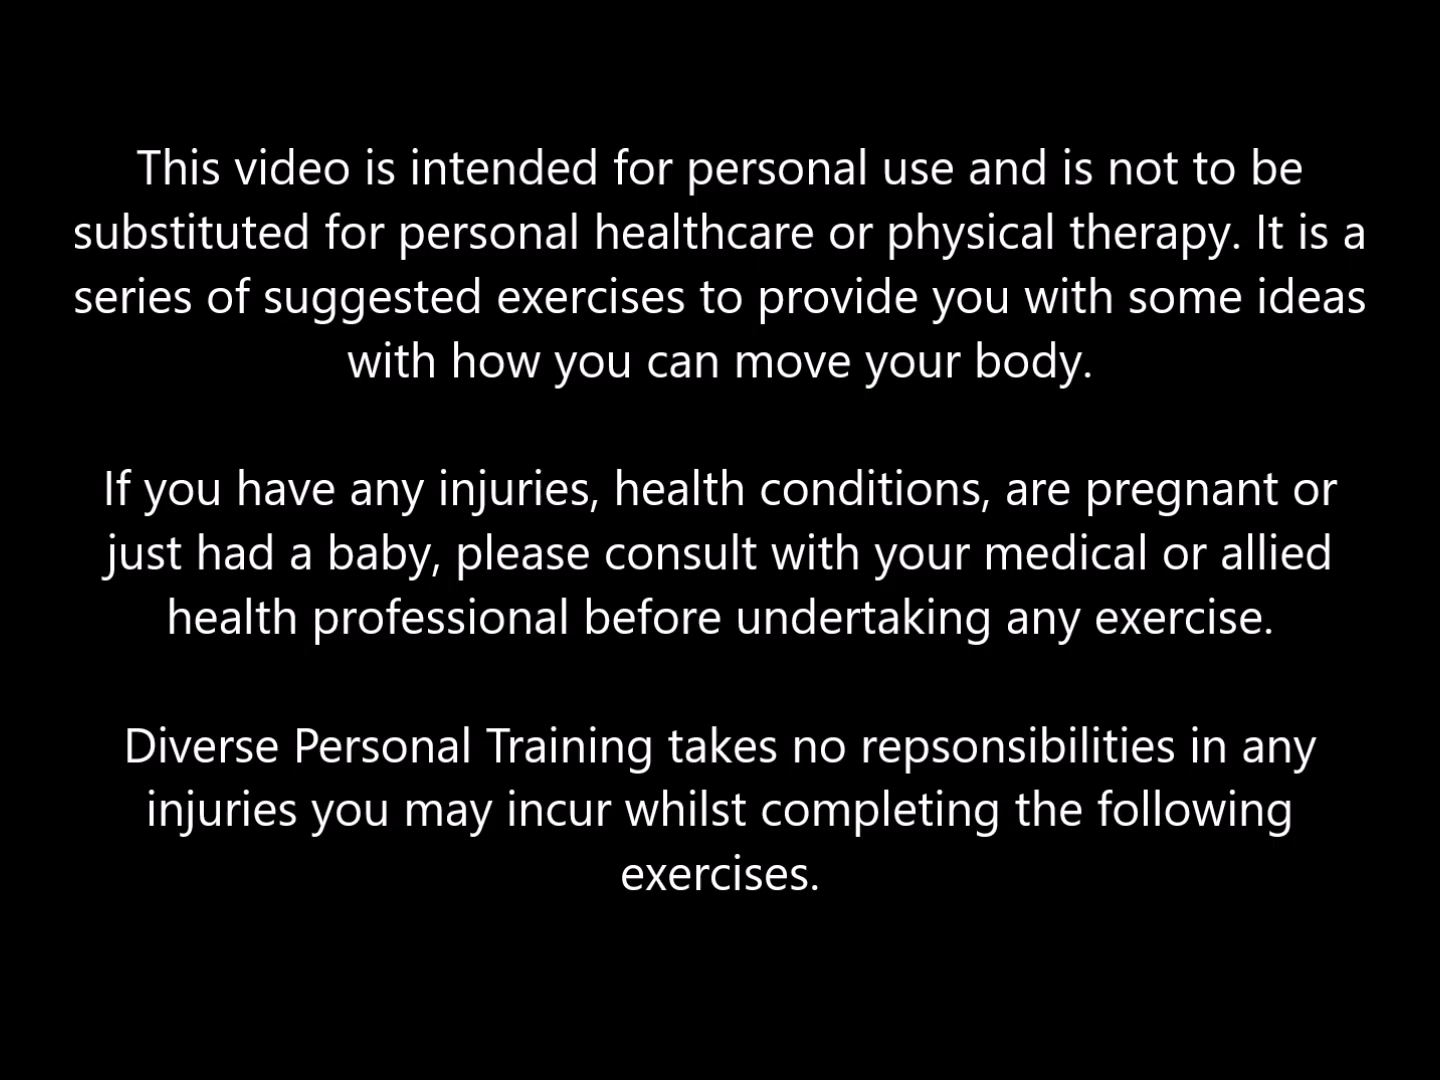 This video is intended for personal use and is not to be
substituted for personal healthcare or physical therapy. It is a
series of suggested exercises to provide you with some ideas
with how you can move your body.
If you have any injuries, health conditions, are pregnant or
just had a baby, please consult with your medical or allied
health professional before undertaking any exercise.
Diverse Personal Training takes no repsonsibilities in any
injuries you may incur whilst completing the following
exercises.